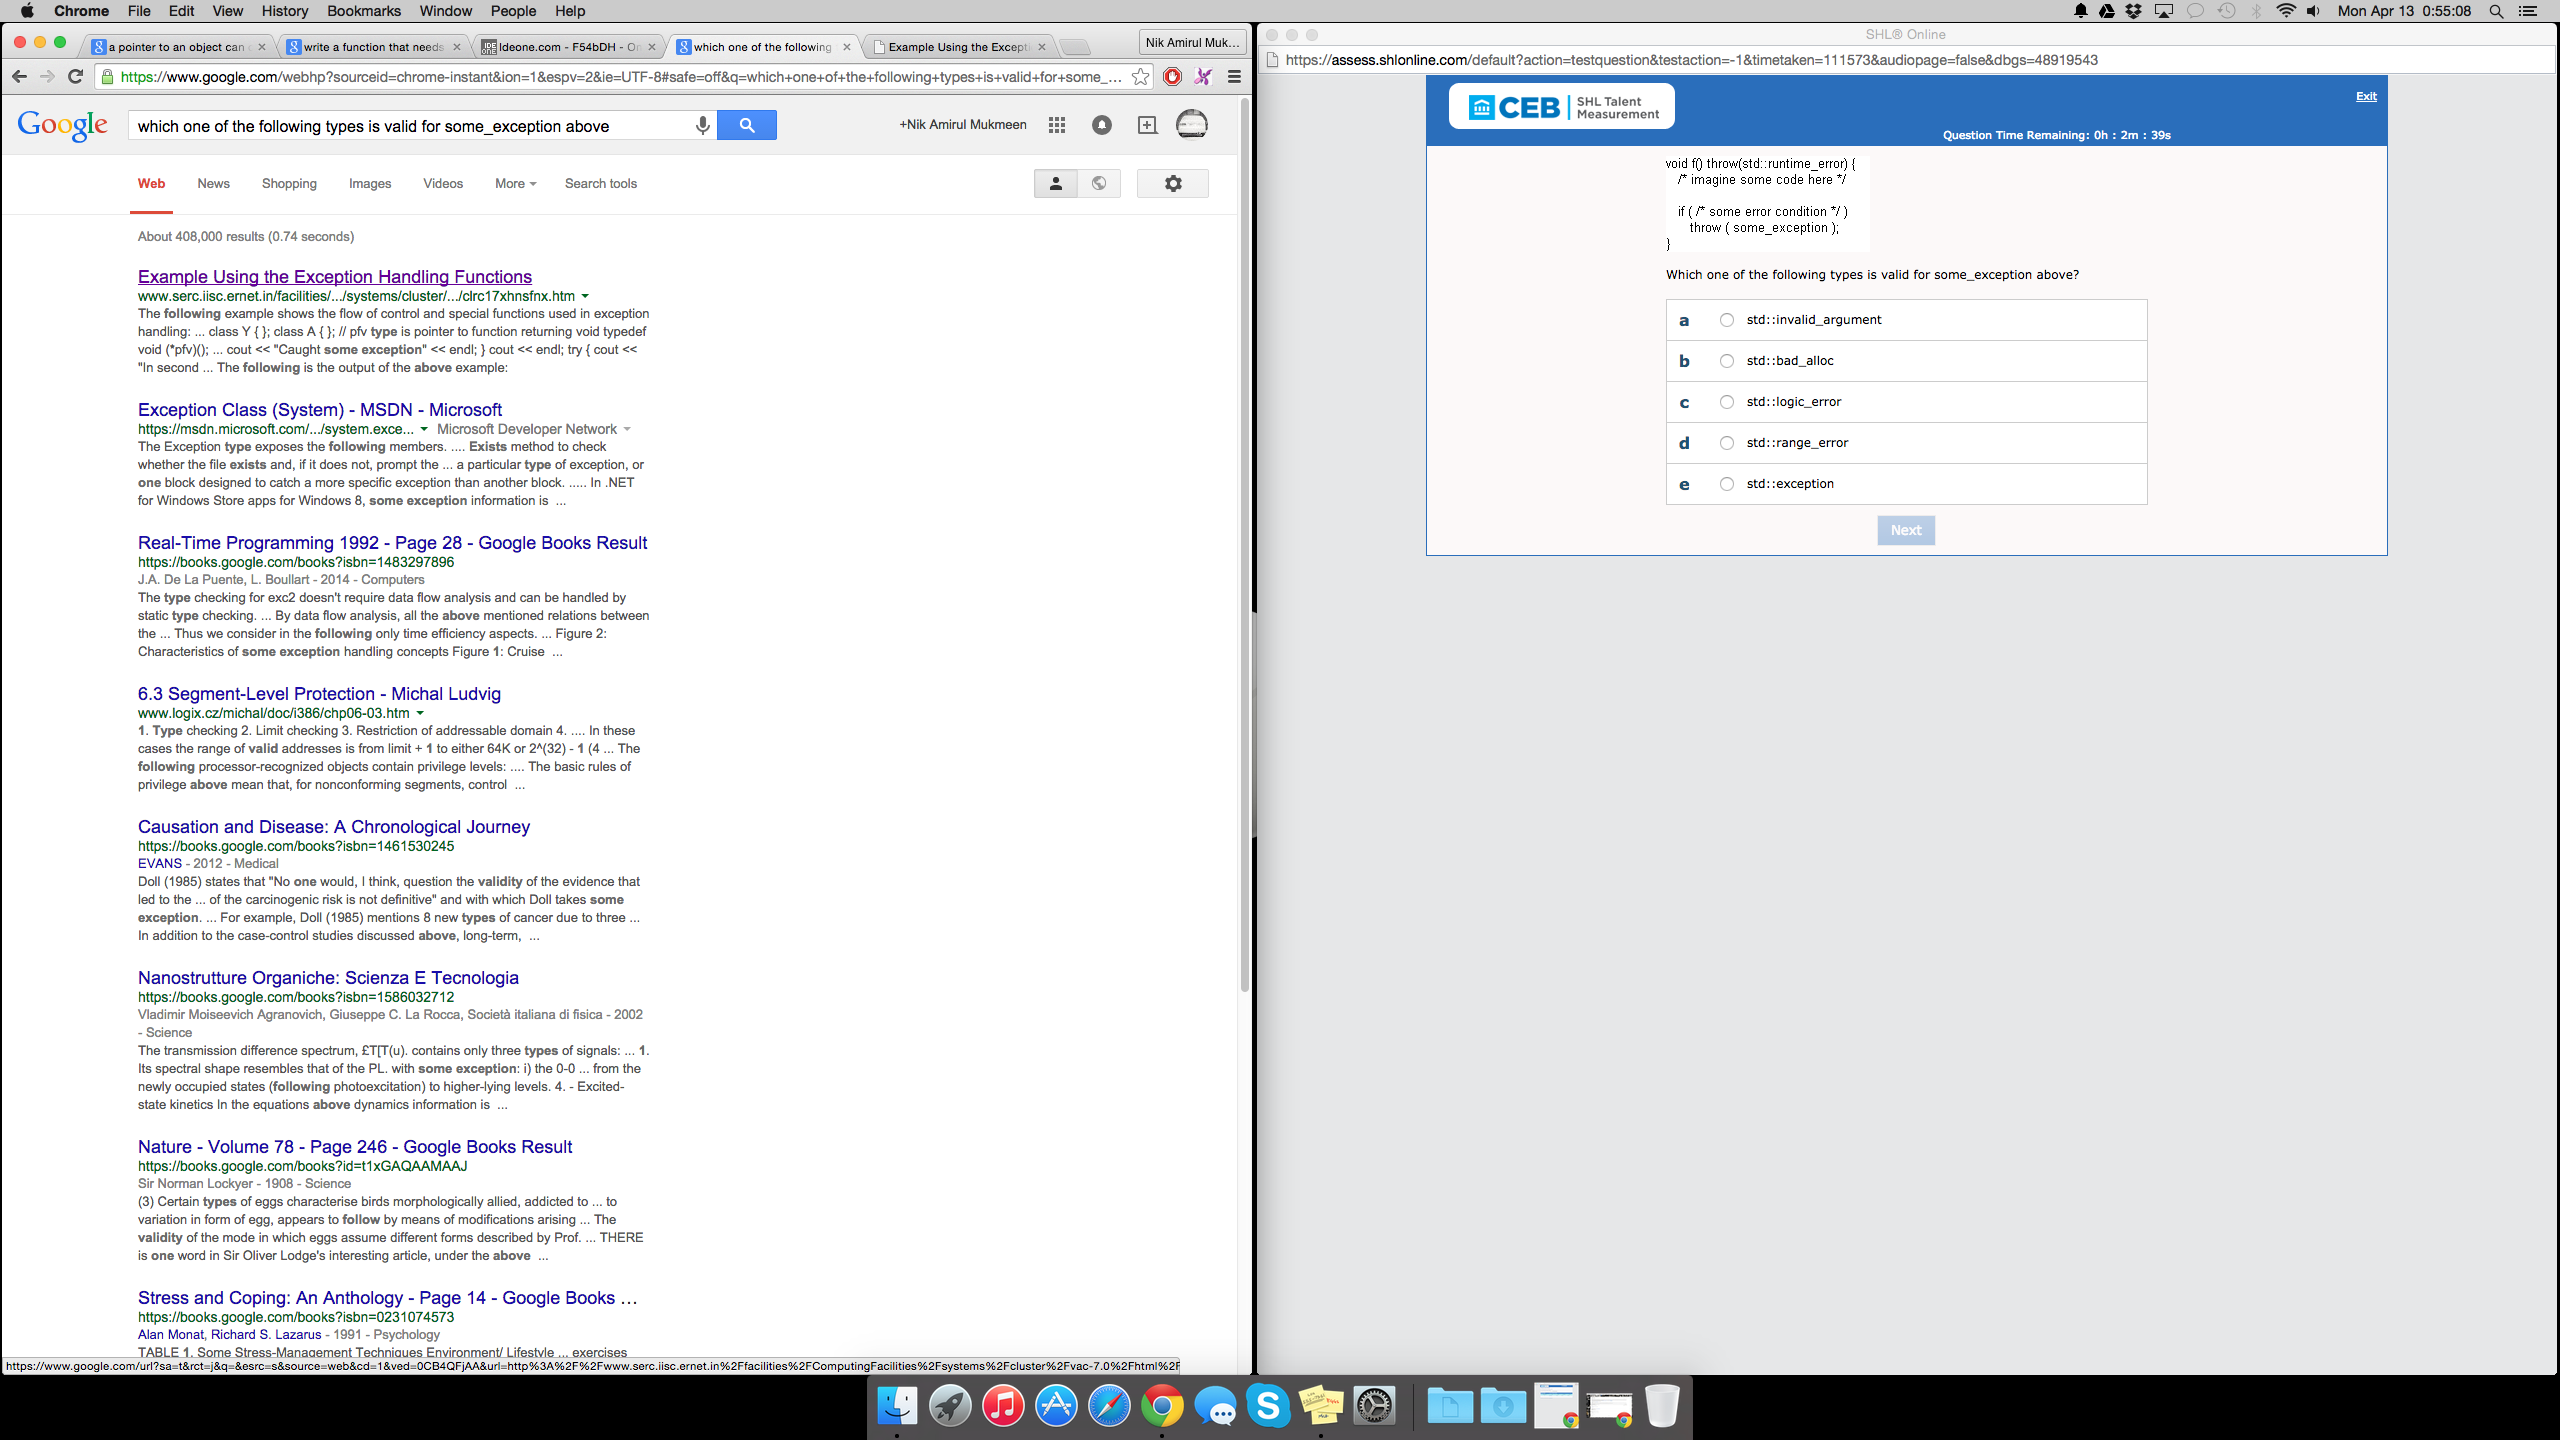 Chrome File Edit View History Bookmarks Window People Help
Mon Apr 13 0:55:08
a pointer to an object can
write a function that needs
Ideone.com - F54bDH - On
which one of the following
Example Using the Except
Nik Amirul Muk...
https://www.google.com/webhp?sourceid=chrome-instant&ion=1&espv=2&ie=UTF-8#safe=off&q=which+one+of+the+following+types+is+valid+for+some_...
Google
which one of the following types is valid for some_exception above
+Nik Amirul Mukmeen
Web News Shopping Images Videos More Search tools
About 408,000 results (0.74 seconds)
Example Using the Exception Handling Functions
www.serc.iisc.ernet.in/facilities/.../systems/cluster/.../clrc17xhnsfnx.htm
The following example shows the flow of control and special functions used in exception
handling: ... class Y { }; class A { }; // pfv type is pointer to function returning void typedef
void (*pfv)(); ... cout << "Caught some exception" << endl; } cout << endl; try { cout <<
"In second ... The following is the output of the above example:
Exception Class (System) - MSDN - Microsoft
https://msdn.microsoft.com/.../system.exce... Microsoft Developer Network
The Exception type exposes the following members. .... Exists method to check
whether the file exists and, if it does not, prompt the ... a particular type of exception, or
one block designed to catch a more specific exception than another block. ..... In .NET
for Windows Store apps for Windows 8, some exception information is ...
Real-Time Programming 1992 - Page 28 - Google Books Result
https://books.google.com/books?isbn=1483297896
J.A. De La Puente, L. Boullart - 2014 - Computers
The type checking for exc2 doesn't require data flow analysis and can be handled by
static type checking. ... By data flow analysis, all the above mentioned relations between
the ... Thus we consider in the following only time efficiency aspects. ... Figure 2:
Characteristics of some exception handling concepts Figure 1: Cruise ...
6.3 Segment-Level Protection - Michal Ludvig
www.logix.cz/michal/doc/i386/chp06-03.htm
1. Type checking 2. Limit checking 3. Restriction of addressable domain 4. .... In these
cases the range of valid addresses is from limit + 1 to either 64K or 2^(32) - 1 (4 ... The
following processor-recognized objects contain privilege levels: .... The basic rules of
privilege above mean that, for nonconforming segments, control ...
Causation and Disease: A Chronological Journey
https://books.google.com/books?isbn=1461530245
EVANS - 2012 - Medical
Doll (1985) states that "No one would, I think, question the validity of the evidence that
led to the ... of the carcinogenic risk is not definitive" and with which Doll takes some
exception. ... For example, Doll (1985) mentions 8 new types of cancer due to three ...
In addition to the case-control studies discussed above, long-term, ...
Nanostrutture Organiche: Scienza E Tecnologia
https://books.google.com/books?isbn=1586032712
Vladimir Moiseevich Agranovich, Giuseppe C. La Rocca, Società italiana di fisica - 2002
- Science
The transmission difference spectrum, £T[T(u). contains only three types of signals: ... 1.
Its spectral shape resembles that of the PL. with some exception: i) the 0-0 ... from the
newly occupied states (following photoexcitation) to higher-lying levels. 4. - Excited-
state kinetics In the equations above dynamics information is ...
Nature - Volume 78 - Page 246 - Google Books Result
https://books.google.com/books?id=t1xGAQAAMAAJ
Sir Norman Lockyer - 1908 - Science
(3) Certain types of eggs characterise birds morphologically allied, addicted to ... to
variation in form of egg, appears to follow by means of modifications arising ... The
validity of the mode in which eggs assume different forms described by Prof. ... THERE
is one word in Sir Oliver Lodge's interesting article, under the above ...
Stress and Coping: An Anthology - Page 14 - Google Books ...
https://books.google.com/books?isbn=0231074573
Alan Monat, Richard S. Lazarus - 1991 - Psychology
TABLE 1. Some Stress-Management Techniques Environment/ Lifestyle ... exercises
https://www.google.com/url?sa=t&rct=j&q=&esrc=s&source=web&cd=1&ved=0CB4QFjAA&url=http%3A%2F%2Fwww.serc.iisc.ernet.in%2Ffacilities%2FComputingFacilities%2Fsystems%2Fcluster%2Fvac-7.0%2Fhtml%2F
SHL® Online
https://assess.shlonline.com/default?action=testquestion&testaction=-1&timetaken=111573&audiopage=false&dbgs=48919543
CEB SHL Talent
Measurement
Exit
Question Time Remaining: 0h : 2m : 39s
void f() throw(std::runtime_error) {
/* imagine some code here */
if ( /* some error condition */ )
throw ( some_exception );
}
Which one of the following types is valid for some_exception above?
a std::invalid_argument
b std::bad_alloc
c std::logic_error
d std::range_error
e std::exception
Next